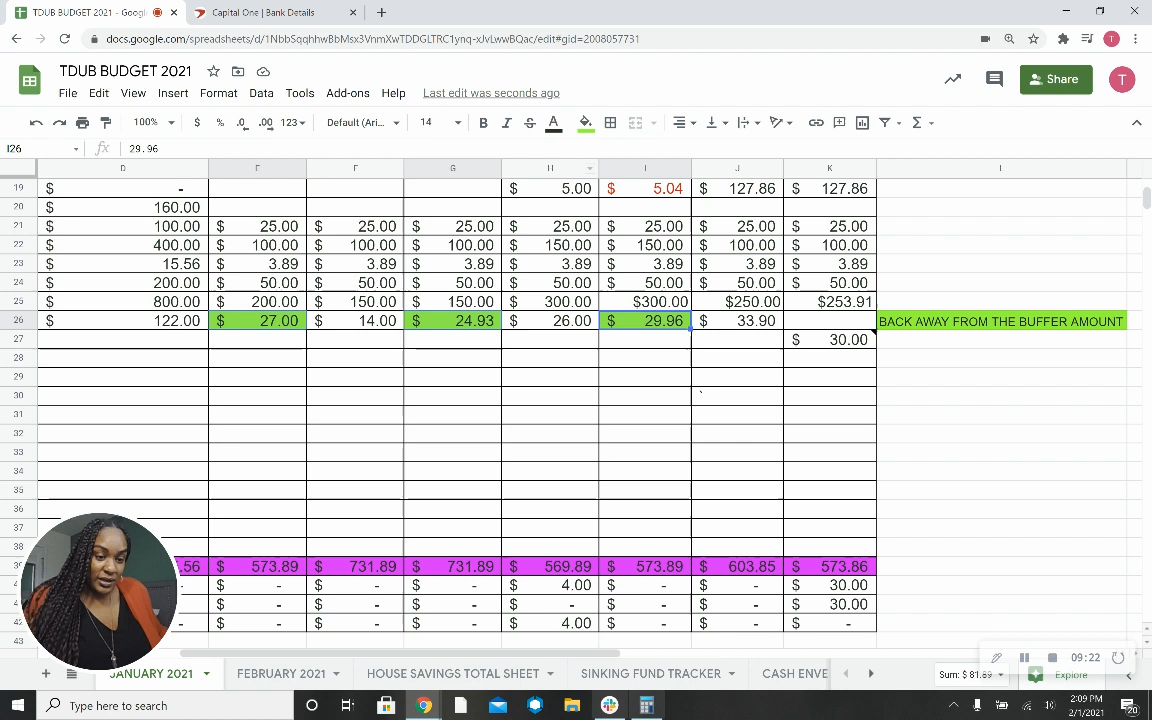 TDUB BUDGET 2021 - Googl
Capital One | Bank Details
docs.google.com/spreadsheets/d/1NbbSqqhhwBbMsx3VnmXwTDDGLTRC1ynq-xJvLwwBQac/edit#gid=2008057731
TDUB BUDGET 2021
File Edit View Insert Format Data Tools Add-ons Help Last edit was seconds ago
Share
T
100% $ % .0 .00 123 Default (Ari... 14 B I S A
I26 fx 29.96
D E F G H I J K L
19 $ - $ 5.00 $ 5.04 $ 127.86 $ 127.86
20 $ 160.00
21 $ 100.00 $ 25.00 $ 25.00 $ 25.00 $ 25.00 $ 25.00 $ 25.00 $ 25.00
22 $ 400.00 $ 100.00 $ 100.00 $ 100.00 $ 150.00 $ 150.00 $ 100.00 $ 100.00
23 $ 15.56 $ 3.89 $ 3.89 $ 3.89 $ 3.89 $ 3.89 $ 3.89 $ 3.89
24 $ 200.00 $ 50.00 $ 50.00 $ 50.00 $ 50.00 $ 50.00 $ 50.00 $ 50.00
25 $ 800.00 $ 200.00 $ 150.00 $ 150.00 $ 300.00 $300.00 $250.00 $253.91
26 $ 122.00 $ 27.00 $ 14.00 $ 24.93 $ 26.00 $ 29.96 $ 33.90 BACK AWAY FROM THE BUFFER AMOUNT
27 $ 30.00
28
29
30
31
32
33
34
35
36
37
38
.56 $ 573.89 $ 731.89 $ 731.89 $ 569.89 $ 573.89 $ 603.85 $ 573.86
- $ - $ - $ - $ 4.00 $ - $ - $ 30.00
- $ - $ - $ - $ - $ - $ - $ 30.00
- $ - $ - $ - $ 4.00 $ - $ - $ -
43
JANUARY 2021 FEBRUARY 2021 HOUSE SAVINGS TOTAL SHEET SINKING FUND TRACKER CASH ENVE
Sum: $ 81.89 Explore
09:22
Type here to search
2:09 PM
2/1/2021
20